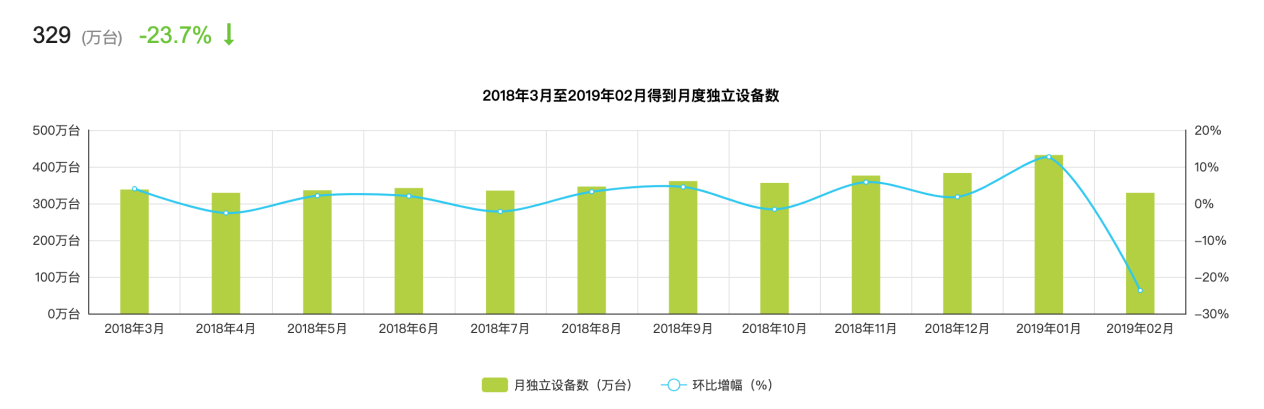 329 (万台) -23.7% ↓
2018年3月至2019年02月得到月度独立设备数
500万台
400万台
300万台
200万台
100万台
0万台
20%
10%
0%
−10%
−20%
−30%
2018年3月 2018年4月 2018年5月 2018年6月 2018年7月 2018年8月 2018年9月 2018年10月 2018年11月 2018年12月 2019年01月 2019年02月
月独立设备数（万台） 环比增幅（%）